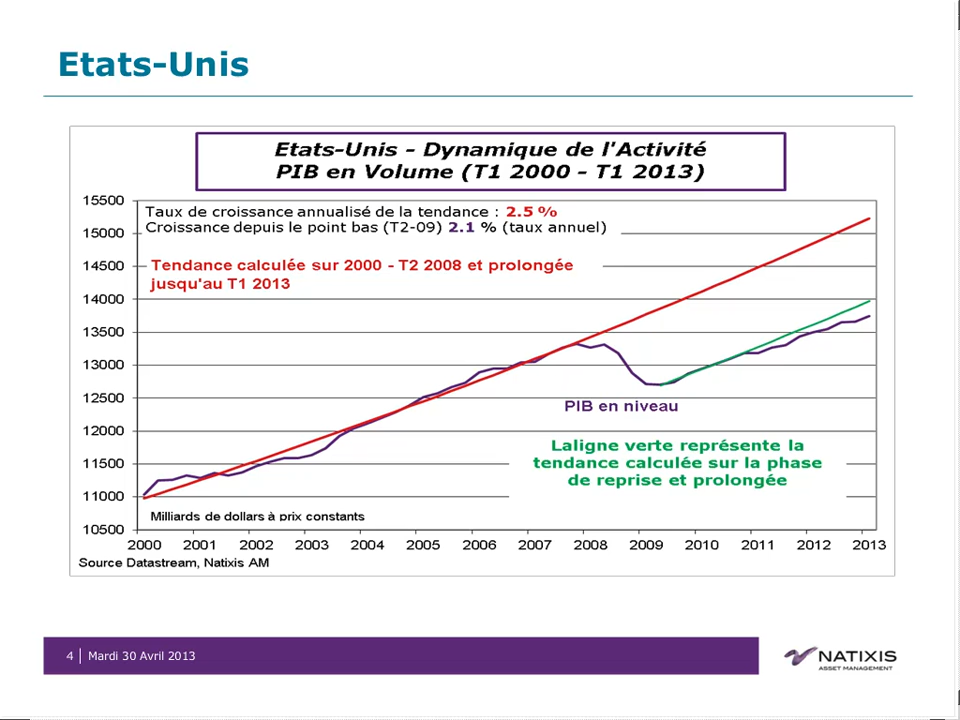 Etats-Unis
Etats-Unis - Dynamique de l'Activité
PIB en Volume (T1 2000 - T1 2013)
15500
15000
14500
14000
13500
13000
12500
12000
11500
11000
10500
Taux de croissance annualisé de la tendance : 2.5 %
Croissance depuis le point bas (T2-09) 2.1 % (taux annuel)
Tendance calculée sur 2000 - T2 2008 et prolongée
jusqu'au T1 2013
PIB en niveau
Laligne verte représente la
tendance calculée sur la phase
de reprise et prolongée
Milliards de dollars à prix constants
2000 2001 2002 2003 2004 2005 2006 2007 2008 2009 2010 2011 2012 2013
Source Datastream, Natixis AM
4 Mardi 30 Avril 2013
NATIXIS
ASSET MANAGEMENT